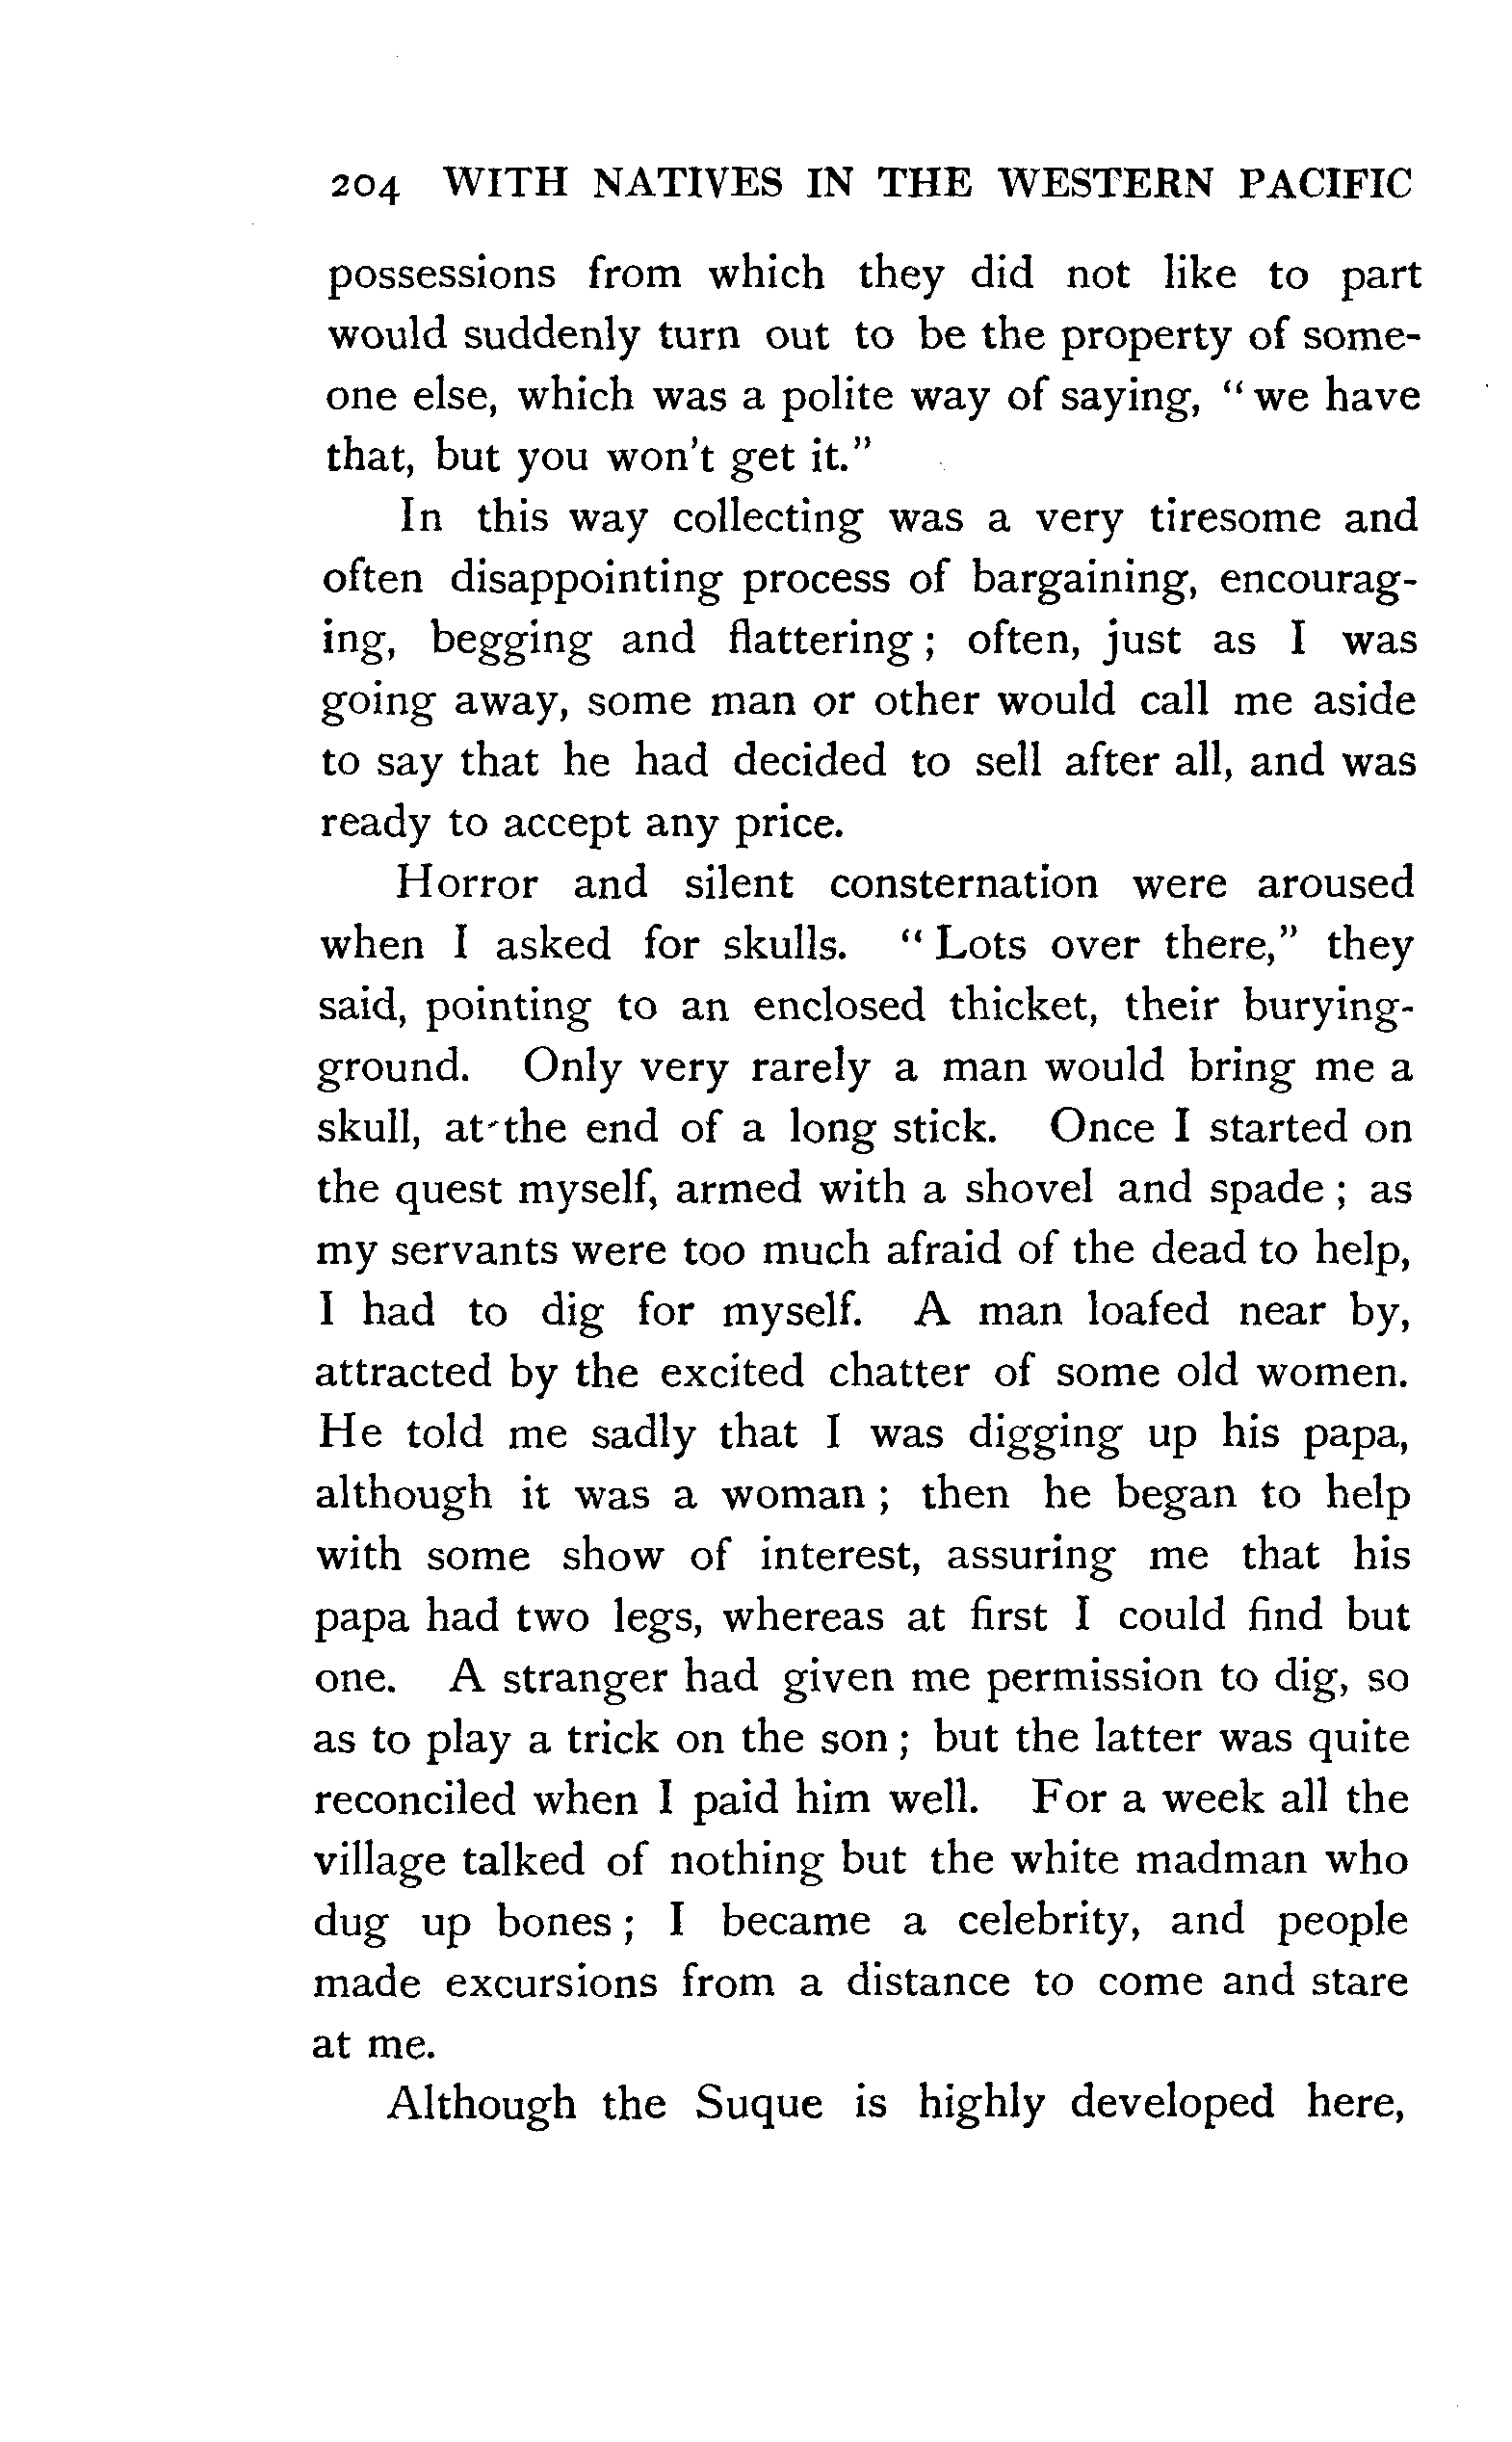 204 WITH NATIVES IN THE WESTERN PACIFIC
possessions from which they did not like to part
would suddenly turn out to be the property of some-
one else, which was a polite way of saying, "we have
that, but you won't get it."
In this way collecting was a very tiresome and
often disappointing process of bargaining, encourag-
ing, begging and flattering; often, just as I was
going away, some man or other would call me aside
to say that he had decided to sell after all, and was
ready to accept any price.
Horror and silent consternation were aroused
when I asked for skulls. "Lots over there," they
said, pointing to an enclosed thicket, their burying-
ground. Only very rarely a man would bring me a
skull, at the end of a long stick. Once I started on
the quest myself, armed with a shovel and spade; as
my servants were too much afraid of the dead to help,
I had to dig for myself. A man loafed near by,
attracted by the excited chatter of some old women.
He told me sadly that I was digging up his papa,
although it was a woman; then he began to help
with some show of interest, assuring me that his
papa had two legs, whereas at first I could find but
one. A stranger had given me permission to dig, so
as to play a trick on the son; but the latter was quite
reconciled when I paid him well. For a week all the
village talked of nothing but the white madman who
dug up bones; I became a celebrity, and people
made excursions from a distance to come and stare
at me.
Although the Suque is highly developed here,